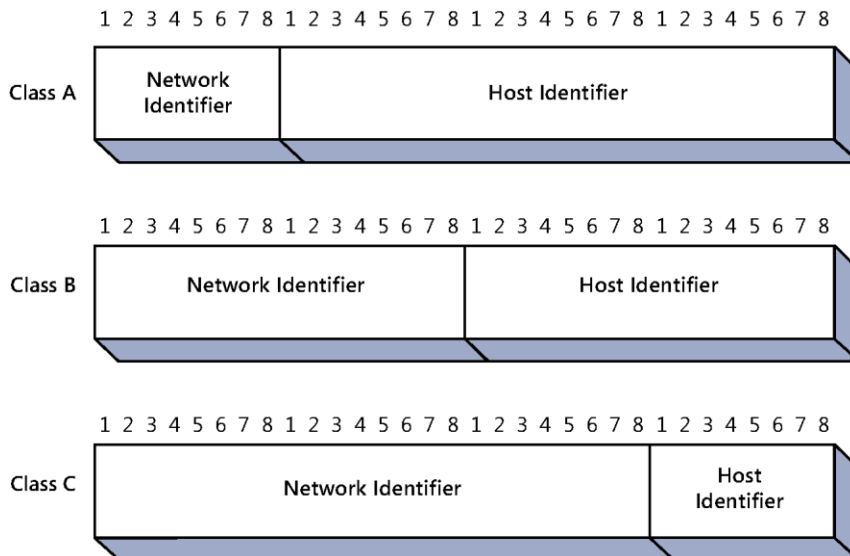 1 2 3 4 5 6 7 8 1 2 3 4 5 6 7 8 1 2 3 4 5 6 7 8 1 2 3 4 5 6 7 8
Class A
Network
Identifier
Host Identifier
1 2 3 4 5 6 7 8 1 2 3 4 5 6 7 8 1 2 3 4 5 6 7 8 1 2 3 4 5 6 7 8
Class B
Network Identifier
Host Identifier
1 2 3 4 5 6 7 8 1 2 3 4 5 6 7 8 1 2 3 4 5 6 7 8 1 2 3 4 5 6 7 8
Class C
Network Identifier
Host
Identifier